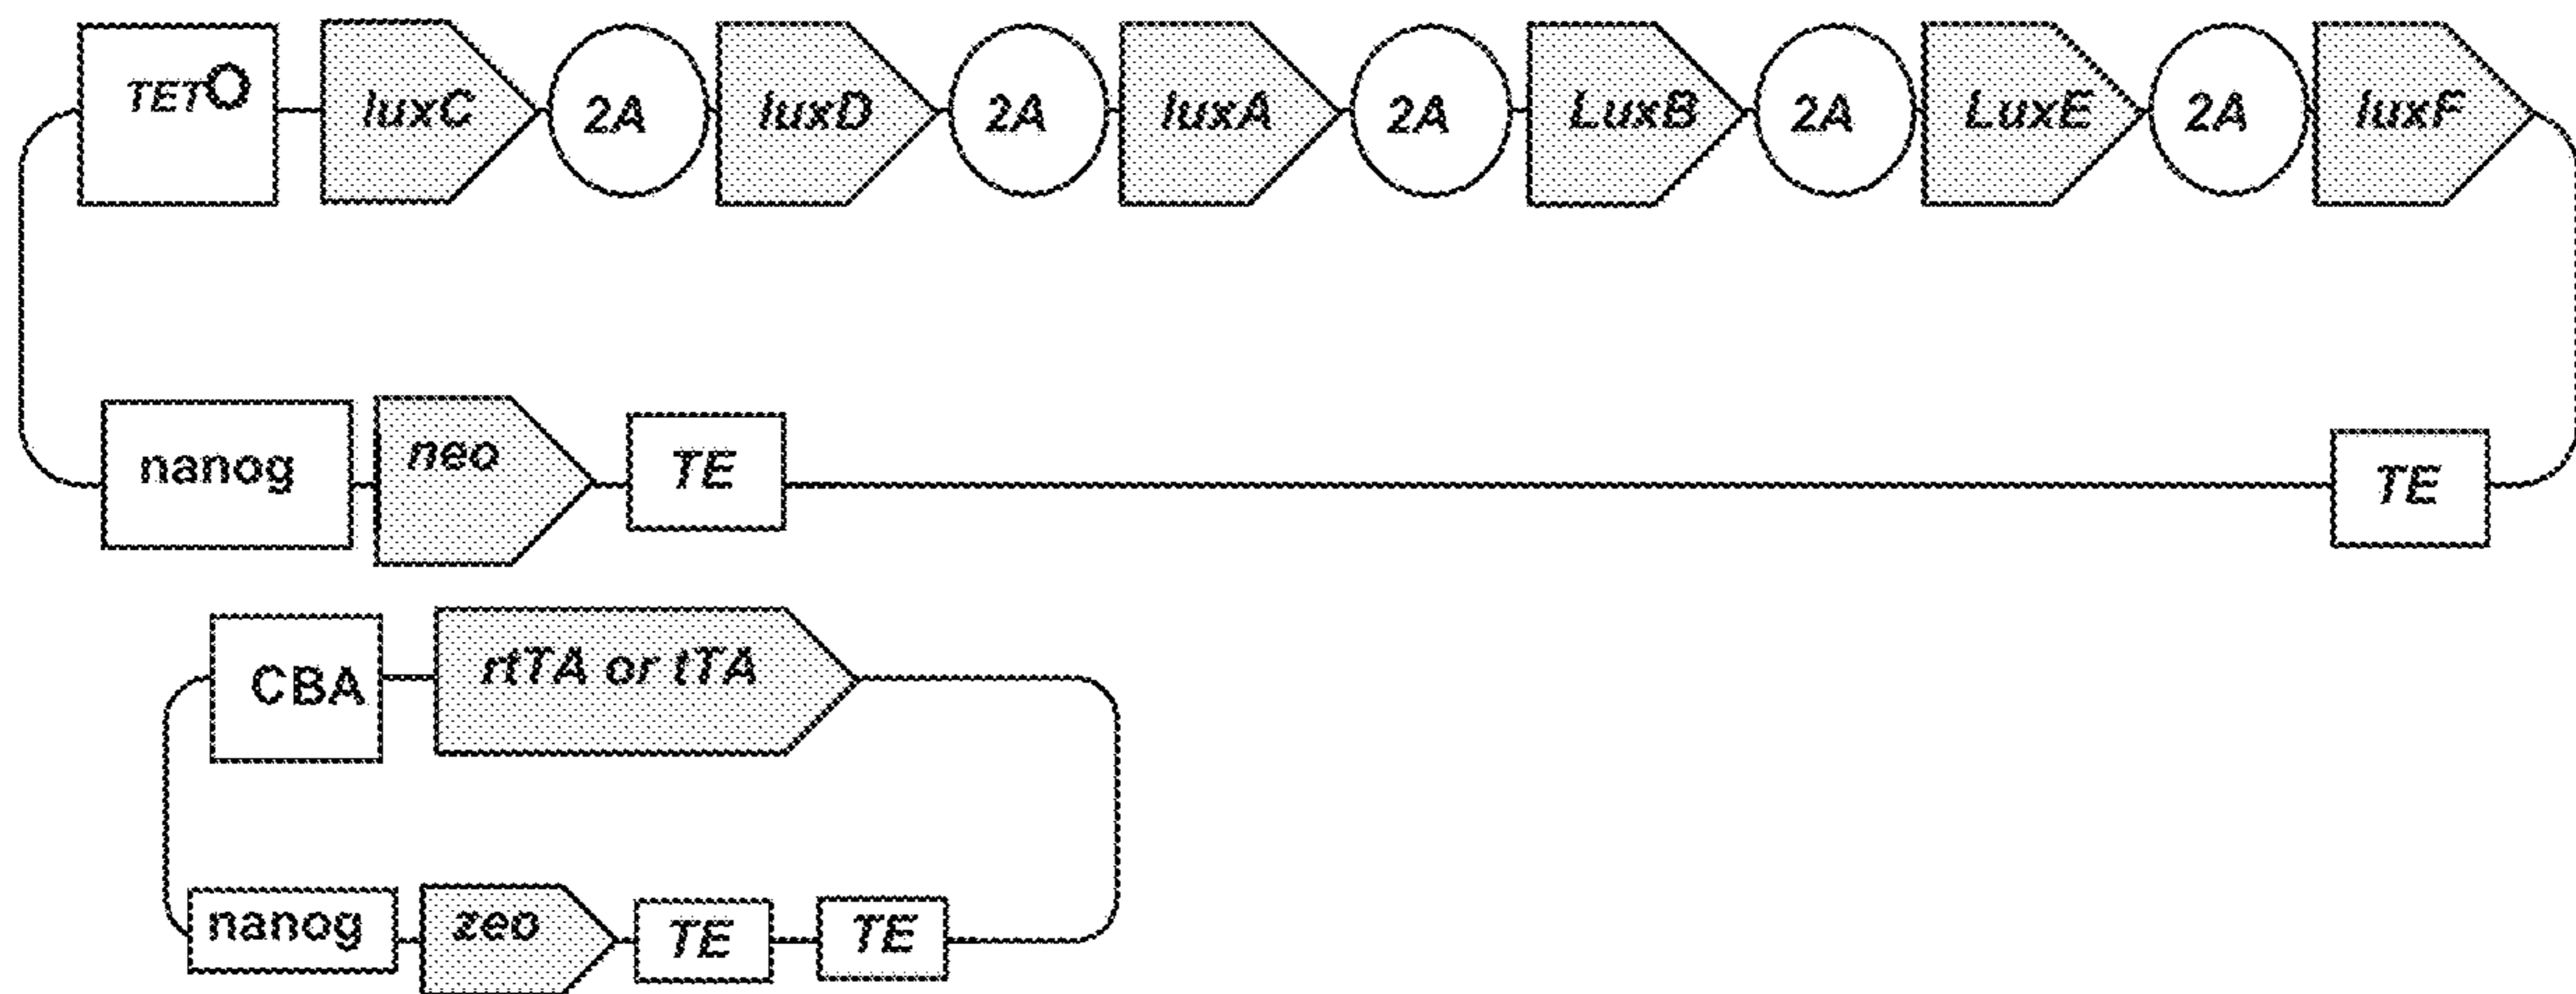 TETO luxC 2A luxD 2A luxA 2A LuxB 2A LuxE 2A luxF
nanog neo TE TE
CBA rtTA or tTA
nanog zeo TE TE